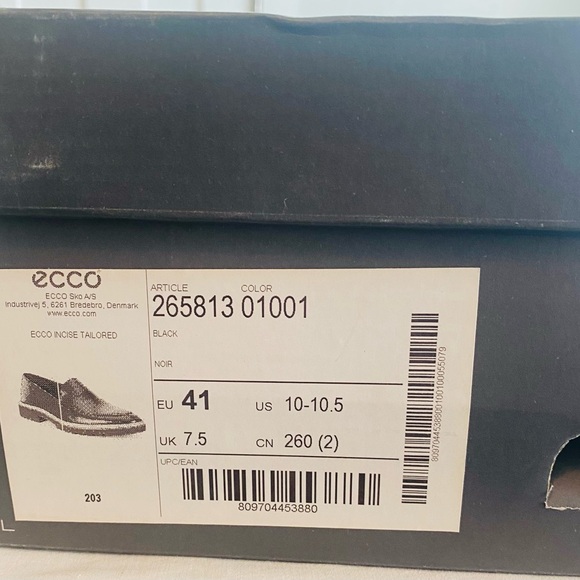 ecco
ECCO Sko A/S
Industrivej 5, 6261 Bredebro, Denmark
www.ecco.com
ECCO INCISE TAILORED
203
ARTICLE COLOR
265813 01001
BLACK
NOIR
EU 41 US 10-10.5
UK 7.5 CN 260 (2)
UPC/EAN
809704453880
8097044538800100100055079
L